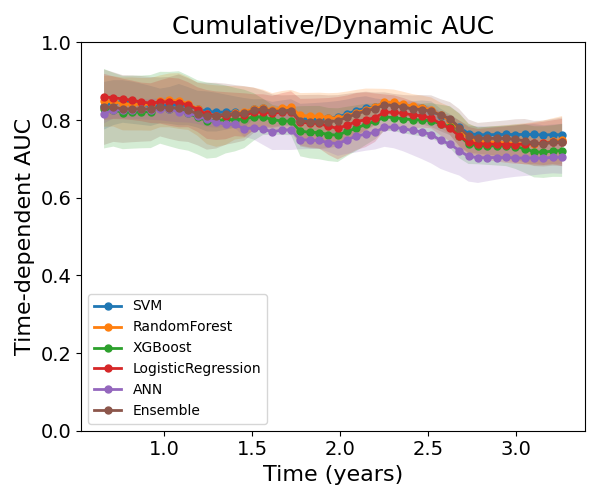 Cumulative/Dynamic AUC
Time-dependent AUC
1.0
0.8
0.6
0.4
0.2
0.0
SVM
RandomForest
XGBoost
LogisticRegression
ANN
Ensemble
1.0 1.5 2.0 2.5 3.0
Time (years)